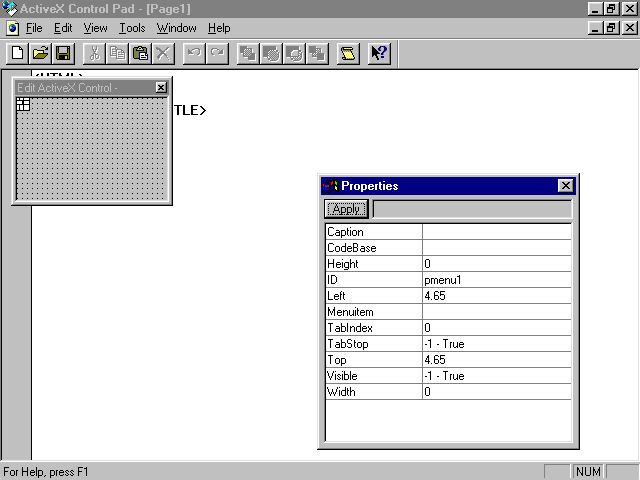 ActiveX Control Pad - [Page1]
File Edit View Tools Window Help
<HTML>
Edit ActiveX Control -
TLE>
Properties
Apply
Caption
CodeBase
Height 0
ID pmenu1
Left 4.65
Menuitem
TabIndex 0
TabStop -1 - True
Top 4.65
Visible -1 - True
Width 0
For Help, press F1 NUM